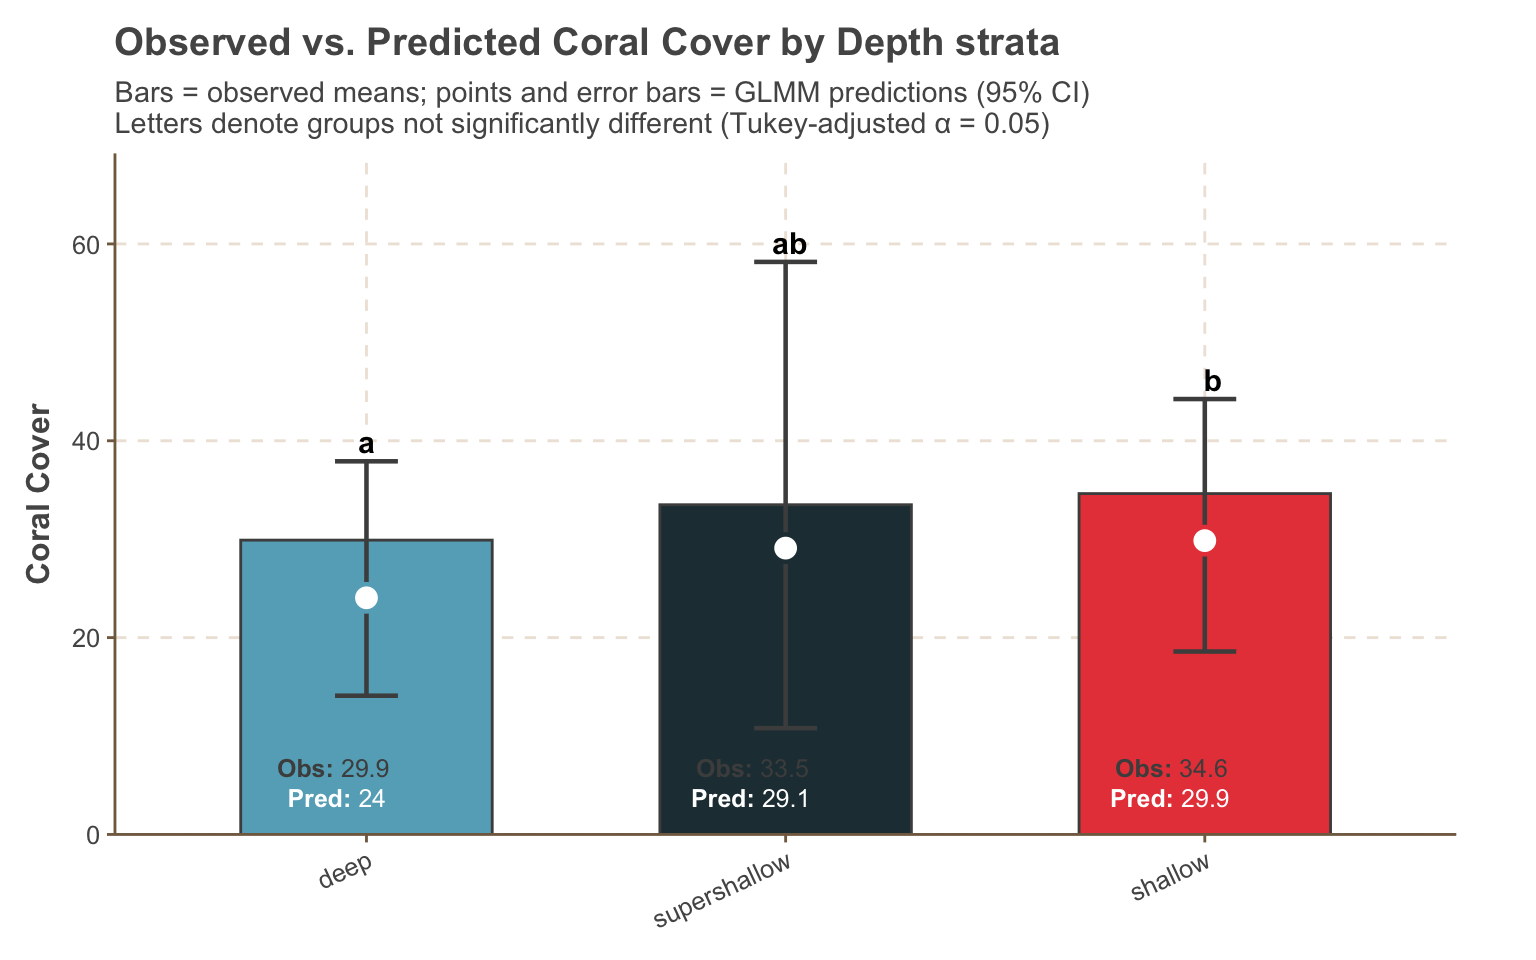 Observed vs. Predicted Coral Cover by Depth strata
Bars = observed means; points and error bars = GLMM predictions (95% CI)
Letters denote groups not significantly different (Tukey-adjusted α = 0.05)
Coral Cover
60
40
20
0
a
ab
b
Obs: 29.9
Pred: 24
Obs: 33.5
Pred: 29.1
Obs: 34.6
Pred: 29.9
deep
supershallow
shallow